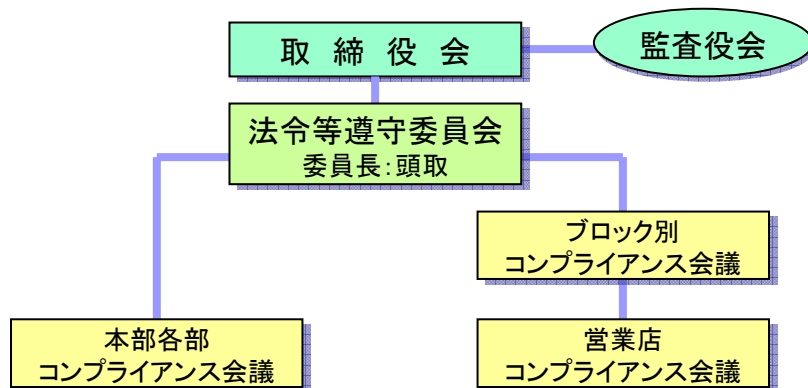 取 締 役 会
監査役会
法令等遵守委員会
委員長:頭取
ブロック別
コンプライアンス会議
本部各部
コンプライアンス会議
営業店
コンプライアンス会議